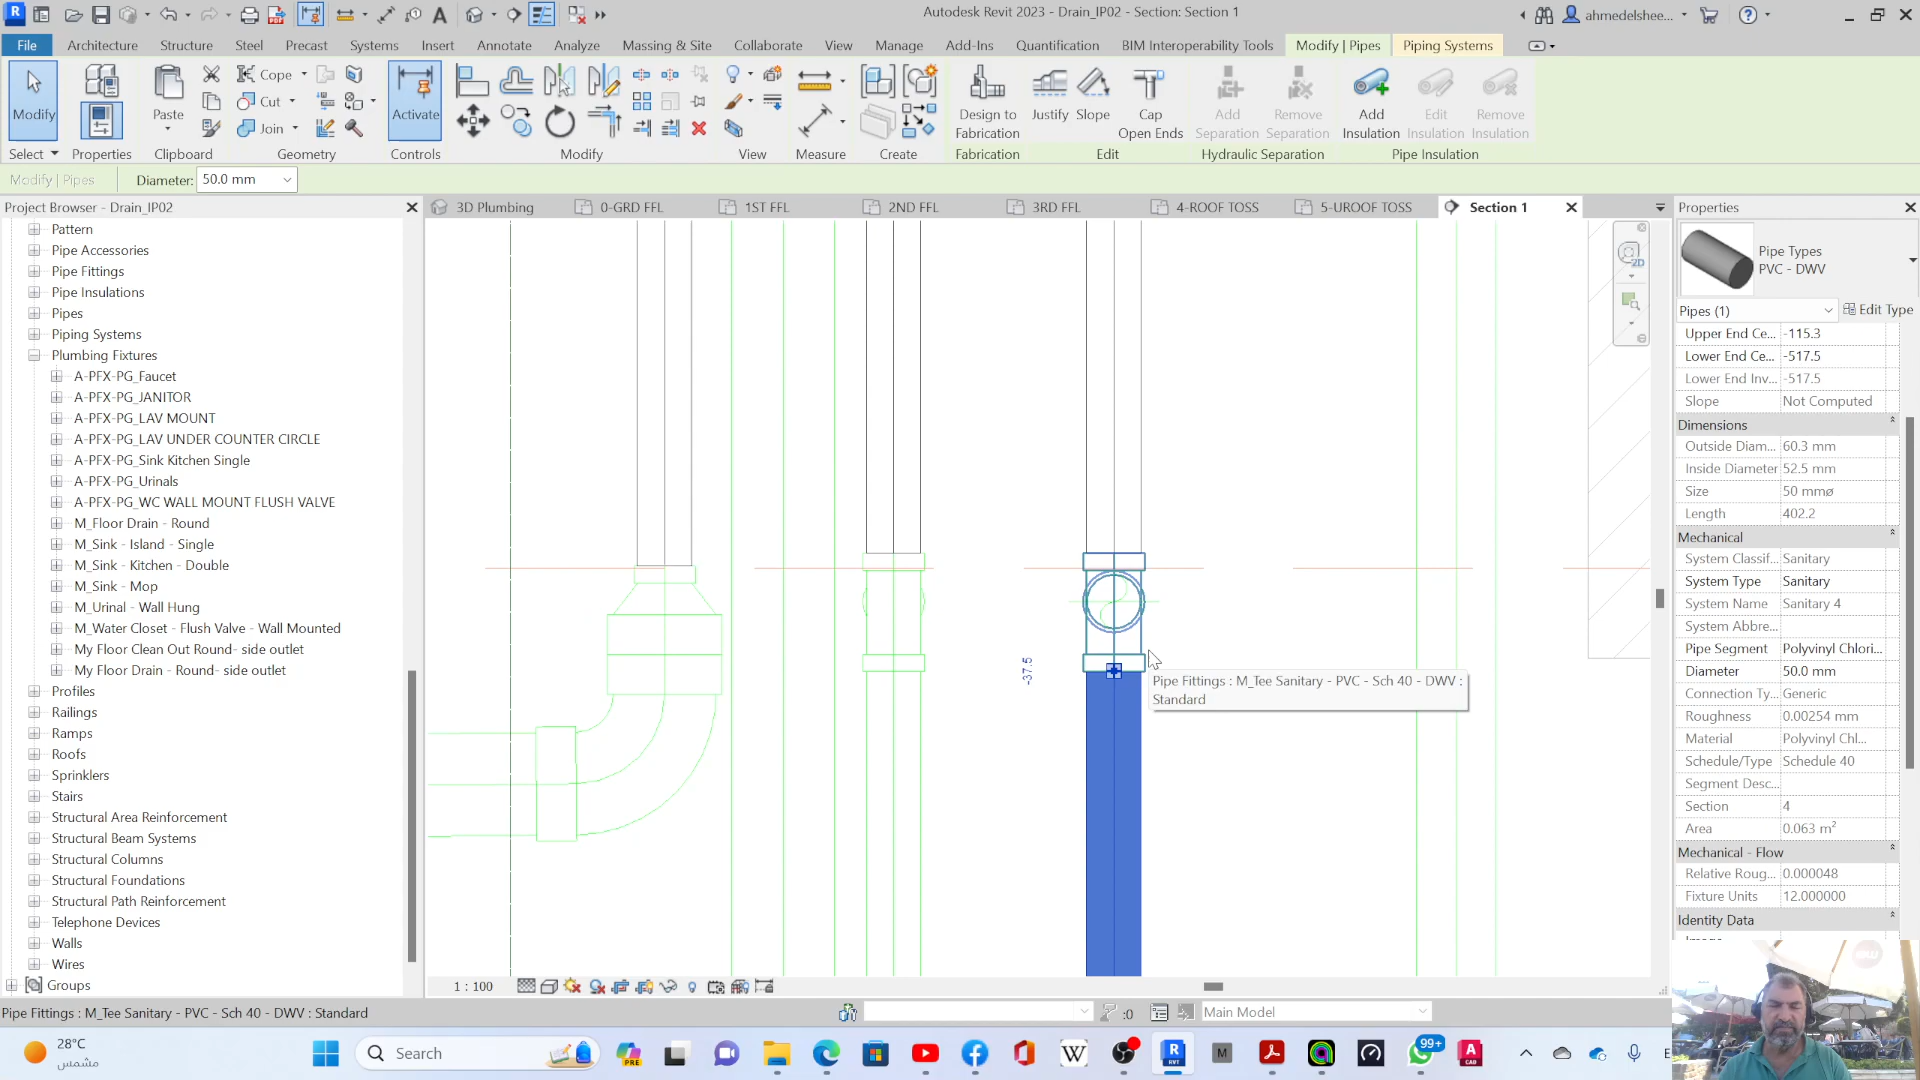 Autodesk Revit 2023 - Drain_IP02 - Section: Section 1
ahmedelshee...
File
Architecture
Structure
Steel
Precast
Systems
Insert
Annotate
Analyze
Massing & Site
Collaborate
View
Manage
Add-Ins
Quantification
BIM Interoperability Tools
Modify | Pipes
Piping Systems
Modify
Paste
Cope
Cut
Join
Activate
Design to
Fabrication
Justify
Slope
Cap
Open Ends
Add
Separation
Remove
Separation
Add
Insulation
Edit
Insulation
Remove
Insulation
Select
Properties
Clipboard
Geometry
Controls
Modify
View
Measure
Create
Fabrication
Edit
Hydraulic Separation
Pipe Insulation
Modify | Pipes
Diameter:
50.0 mm
Project Browser - Drain_IP02
3D Plumbing
0-GRD FFL
1ST FFL
2ND FFL
3RD FFL
4-ROOF TOSS
5-UROOF TOSS
Section 1
Properties
Pattern
Pipe Accessories
Pipe Fittings
Pipe Insulations
Pipes
Piping Systems
Plumbing Fixtures
A-PFX-PG_Faucet
A-PFX-PG_JANITOR
A-PFX-PG_LAV MOUNT
A-PFX-PG_LAV UNDER COUNTER CIRCLE
A-PFX-PG_Sink Kitchen Single
A-PFX-PG_Urinals
A-PFX-PG_WC WALL MOUNT FLUSH VALVE
M_Floor Drain - Round
M_Sink - Island - Single
M_Sink - Kitchen - Double
M_Sink - Mop
M_Urinal - Wall Hung
M_Water Closet - Flush Valve - Wall Mounted
My Floor Clean Out Round- side outlet
My Floor Drain - Round- side outlet
Profiles
Railings
Ramps
Roofs
Sprinklers
Stairs
Structural Area Reinforcement
Structural Beam Systems
Structural Columns
Structural Foundations
Structural Path Reinforcement
Telephone Devices
Walls
Wires
Groups
-37.5
Pipe Fittings : M_Tee Sanitary - PVC - Sch 40 - DWV :
Standard
2D
Pipe Types
PVC - DWV
Pipes (1)
Edit Type
Upper End Ce... -115.3
Lower End Ce... -517.5
Lower End Inv... -517.5
Slope Not Computed
Dimensions
Outside Diam... 60.3 mm
Inside Diameter 52.5 mm
Size 50 mmø
Length 402.2
Mechanical
System Classif... Sanitary
System Type Sanitary
System Name Sanitary 4
System Abbre...
Pipe Segment Polyvinyl Chlori...
Diameter 50.0 mm
Connection Ty... Generic
Roughness 0.00254 mm
Material Polyvinyl Chl...
Schedule/Type Schedule 40
Segment Desc...
Section 4
Area 0.063 m²
Mechanical - Flow
Relative Roug... 0.000048
Fixture Units 12.000000
Identity Data
1 : 100
Pipe Fittings : M_Tee Sanitary - PVC - Sch 40 - DWV : Standard
:0
Main Model
28°C
مشمس
Search
PRE
W
R
RVT
M
99+
A
CAD